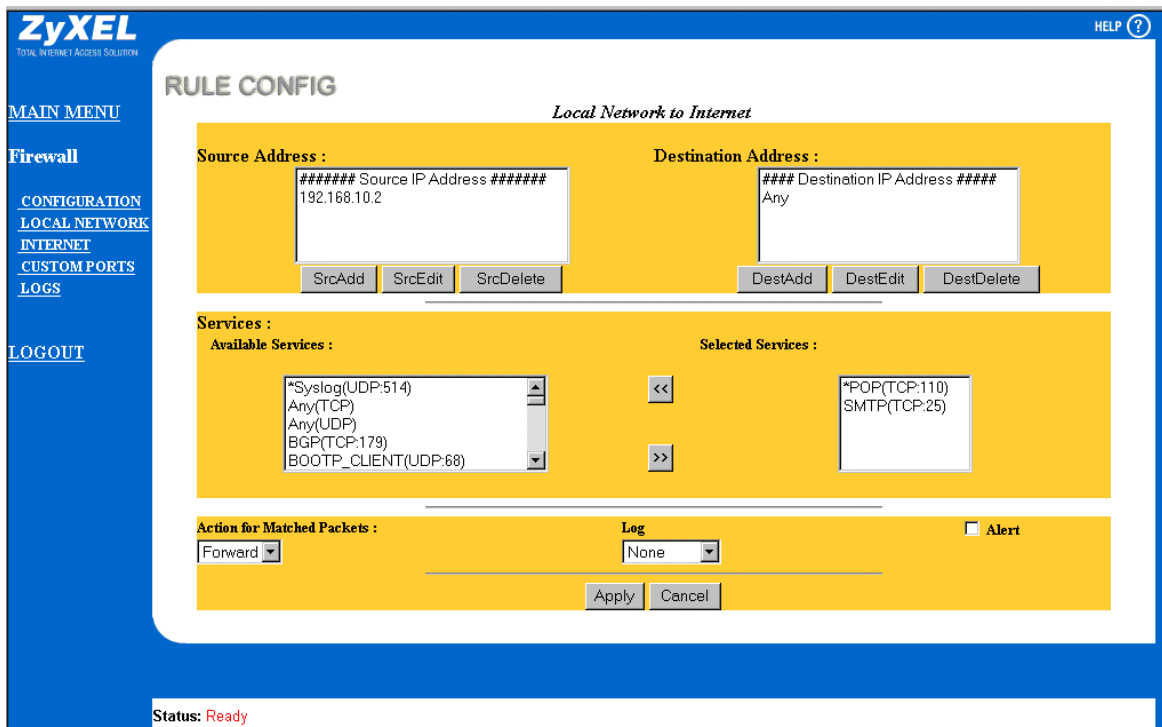 ZyXEL
TOTAL INTERNET ACCESS SOLUTION
HELP ?
RULE CONFIG
MAIN MENU
Firewall
CONFIGURATION
LOCAL NETWORK
INTERNET
CUSTOM PORTS
LOGS
LOGOUT
Local Network to Internet
Source Address :
####### Source IP Address #######
192.168.10.2
SrcAdd SrcEdit SrcDelete
Destination Address :
#### Destination IP Address #####
Any
DestAdd DestEdit DestDelete
Services :
Available Services :
*Syslog(UDP:514)
Any(TCP)
Any(UDP)
BGP(TCP:179)
BOOTP_CLIENT(UDP:68)
<<
>>
Selected Services :
*POP(TCP:110)
SMTP(TCP:25)
Action for Matched Packets :
Forward
Log
None
Alert
Apply Cancel
Status: Ready